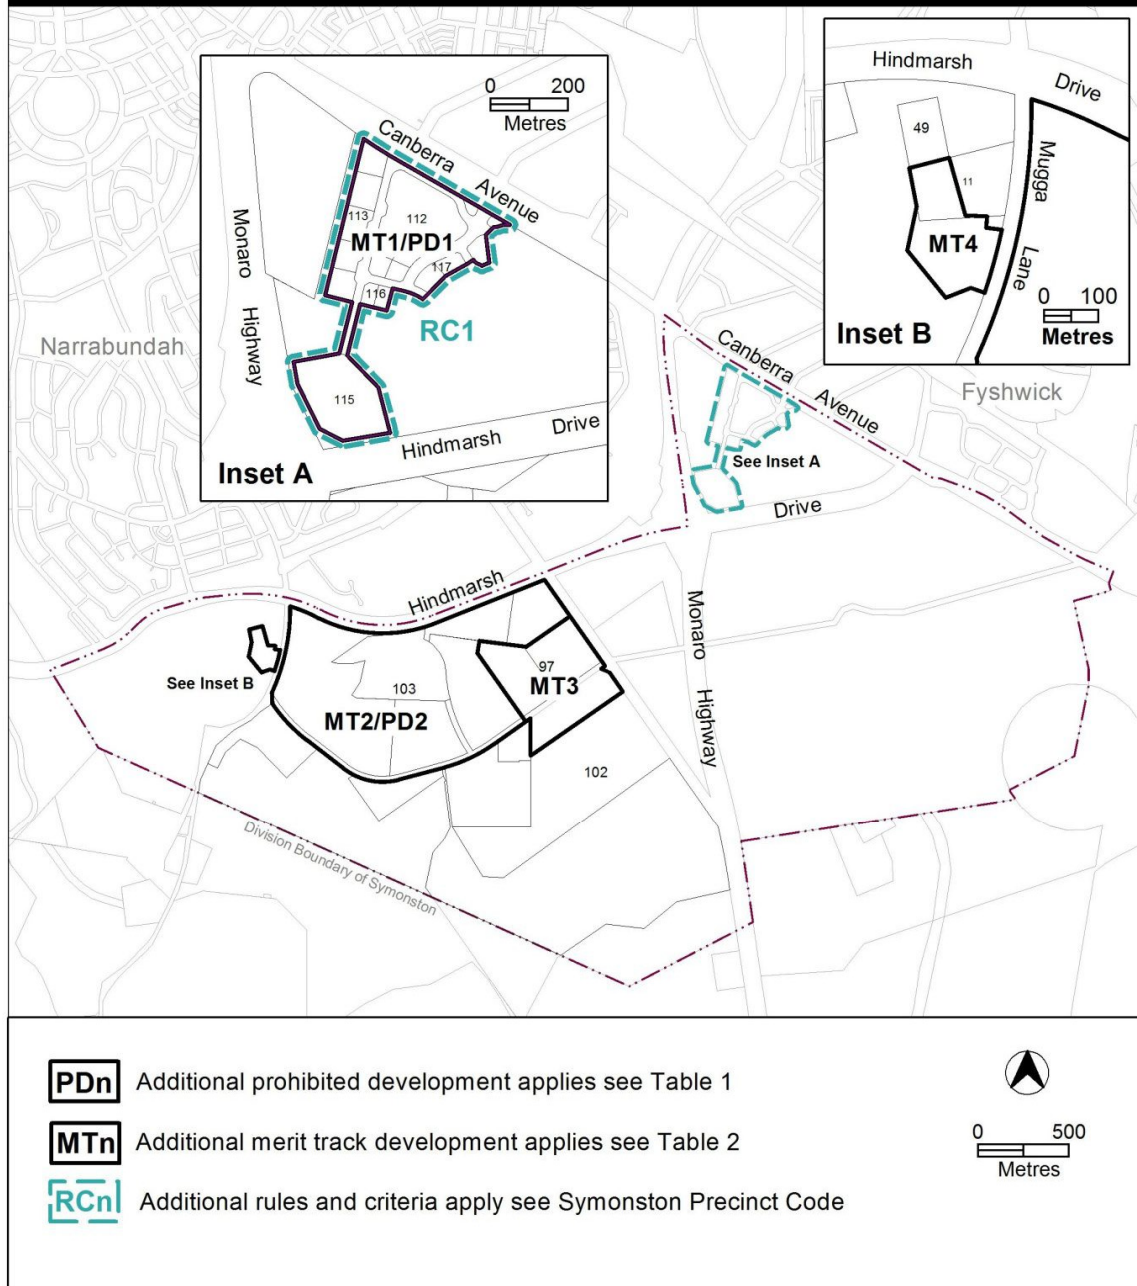 0 200
Metres
Canberra
Avenue
Monaro
Highway
113
112
MT1/PD1
117
116
RC1
115
Hindmarsh Drive
Inset A
Hindmarsh
Drive
49
11
Mugga
Lane
MT4
0 100
Metres
Inset B
Narrabundah
Canberra
Avenue
Fyshwick
See Inset A
Drive
Hindmarsh
Monaro
Highway
See Inset B
97
MT3
103
MT2/PD2
102
Division Boundary of Symonston
PDn Additional prohibited development applies see Table 1
MTn Additional merit track development applies see Table 2
RCn Additional rules and criteria apply see Symonston Precinct Code
0 500
Metres